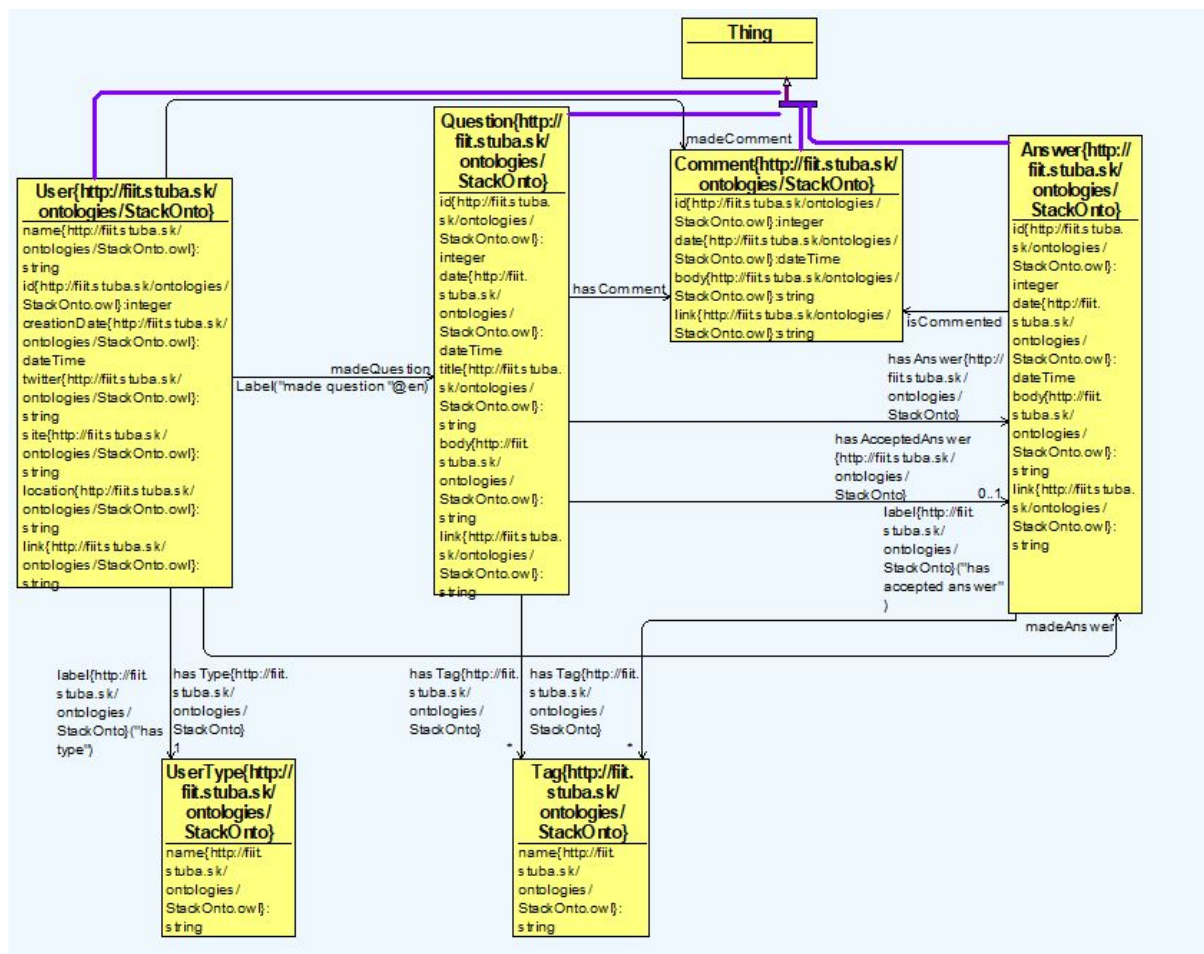 Thing
madeComment
User{http://fiit.stuba.sk/
ontologies/StackOnto}
name{http://fiit.stuba.sk/
ontologies/StackOnto.owl}:
string
id{http://fiit.stuba.sk/ontologies/
StackOnto.owl}:integer
creationDate{http://fiit.stuba.sk/
ontologies/StackOnto.owl}:
dateTime
twitter{http://fiit.stuba.sk/
ontologies/StackOnto.owl}:
string
site{http://fiit.stuba.sk/
ontologies/StackOnto.owl}:
string
location{http://fiit.stuba.sk/
ontologies/StackOnto.owl}:
string
link{http://fiit.stuba.sk/
ontologies/StackOnto.owl}:
string
madeQuestion
Label("made question "@en)
Question{http://
fiit.stuba.sk/
ontologies/
StackOnto}
id{http://fiit.stuba.
sk/ontologies/
StackOnto.owl}:
integer
date{http://fiit.
stuba.sk/
ontologies/
StackOnto.owl}:
dateTime
title{http://fiit.stuba.
sk/ontologies/
StackOnto.owl}:
string
body{http://fiit.
stuba.sk/
ontologies/
StackOnto.owl}:
string
link{http://fiit.stuba.
sk/ontologies/
StackOnto.owl}:
string
hasComment
Comment{http://fiit.stuba.sk/
ontologies/StackOnto}
id{http://fiit.stuba.sk/ontologies/
StackOnto.owl}:integer
date{http://fiit.stuba.sk/ontologies/
StackOnto.owl}:dateTime
body{http://fiit.stuba.sk/ontologies/
StackOnto.owl}:string
link{http://fiit.stuba.sk/ontologies/
StackOnto.owl}:string
isCommented
hasAnswer{http://
fiit.stuba.sk/
ontologies/
StackOnto}
hasAcceptedAnswer
{http://fiit.stuba.sk/
ontologies/
StackOnto}
0..1
label{http://fiit.
stuba.sk/
ontologies/
StackOnto}("has
accepted answer"
)
Answer{http://
fiit.stuba.sk/
ontologies/
StackOnto}
id{http://fiit.stuba.
sk/ontologies/
StackOnto.owl}:
integer
date{http://fiit.
stuba.sk/
ontologies/
StackOnto.owl}:
dateTime
body{http://fiit.
stuba.sk/
ontologies/
StackOnto.owl}:
string
link{http://fiit.stuba.
sk/ontologies/
StackOnto.owl}:
string
madeAnswer
label{http://fiit.
stuba.sk/
ontologies/
StackOnto}("has
type")
hasType{http://fiit.
stuba.sk/
ontologies/
StackOnto}
1
hasTag{http://fiit.
stuba.sk/
ontologies/
StackOnto}
*
hasTag{http://fiit.
stuba.sk/
ontologies/
StackOnto}
*
UserType{http://
fiit.stuba.sk/
ontologies/
StackOnto}
name{http://fiit.
stuba.sk/
ontologies/
StackOnto.owl}:
string
Tag{http://fiit.
stuba.sk/
ontologies/
StackOnto}
name{http://fiit.
stuba.sk/
ontologies/
StackOnto.owl}:
string